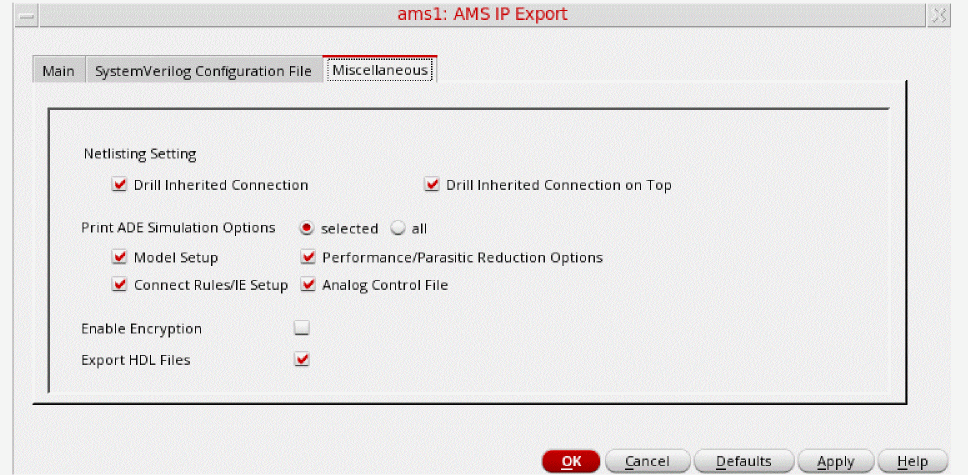 ams1: AMS IP Export
Main SystemVerilog Configuration File Miscellaneous
Netlisting Setting
Drill Inherited Connection Drill Inherited Connection on Top
Print ADE Simulation Options selected all
Model Setup Performance/Parasitic Reduction Options
Connect Rules/IE Setup Analog Control File
Enable Encryption
Export HDL Files
OK Cancel Defaults Apply Help